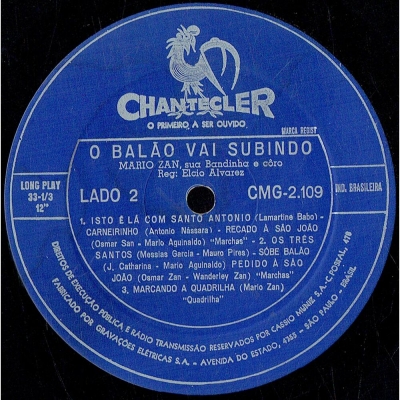 CHANTECLER
O PRIMEIRO A SER OUVIDO
MARCA REGIST
O BALÃO VAI SUBINDO
MARIO ZAN, sua Bandinha e côro
Reg: Elcio Alvarez
LONG PLAY
33-1/3
12"
LADO 2
CMG-2.109
IND. BRASILEIRA
1. ISTO É LÁ COM SANTO ANTONIO (Lamartine Babo) -
CARNEIRINHO (Antonio Nássara) - RECADO À SÃO JOÃO
(Osmar San - Mario Aguinaldo) "Marchas" - 2. OS TRÊS
SANTOS (Messias Garcia - Mauro Pires) - SÓBE BALÃO
(J. Catharina - Mario Aguinaldo) PEDIDO À SÃO
JOÃO (Osmar Zan - Wanderley Zan) "Marchas"
3. MARCANDO A QUADRILHA (Mario Zan)
"Quadrilha"
DIREITOS DE EXECUÇÃO PÚBLICA E RÁDIO TRANSMISSÃO RESERVADOS POR CASSIO MUNIZ S.A.-C. POSTAL, 478
FABRICADO POR GRAVAÇÕES ELÉTRICAS S.A. - AVENIDA DO ESTADO, 4755 - SÃO PAULO - BRASIL